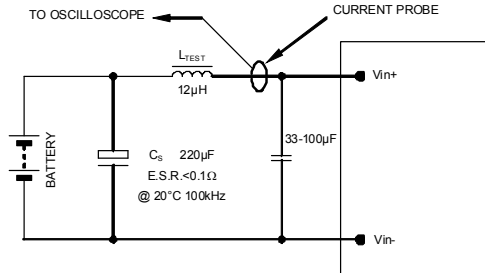 TO OSCILLOSCOPE
CURRENT PROBE
LTEST
12µH
Vin+
BATTERY
CS 220µF
E.S.R.<0.1Ω
@ 20°C 100kHz
33-100µF
Vin-